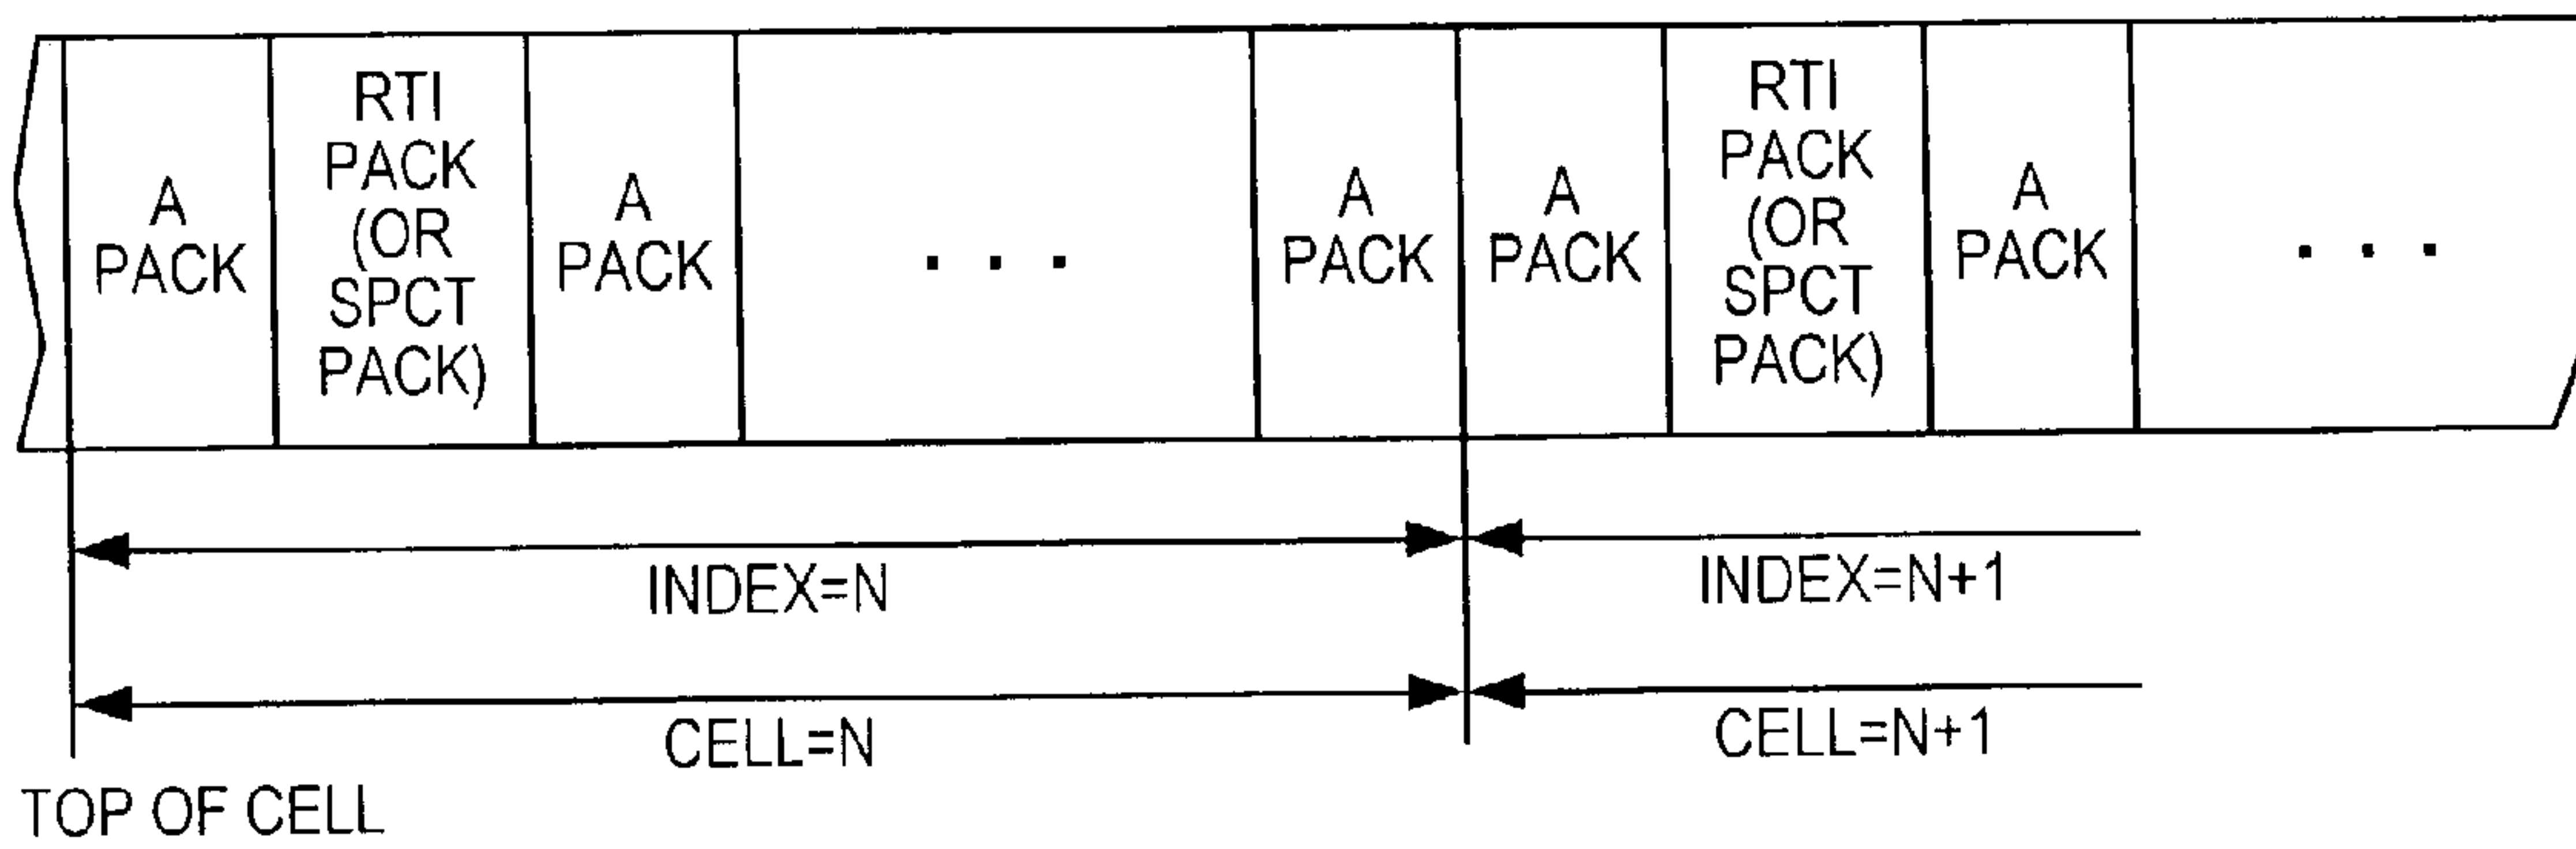 A
PACK
RTI
PACK
(OR
SPCT
PACK)
A
PACK
. . .
A
PACK
A
PACK
RTI
PACK
(OR
SPCT
PACK)
A
PACK
. . .
INDEX=N
INDEX=N+1
CELL=N
CELL=N+1
TOP OF CELL